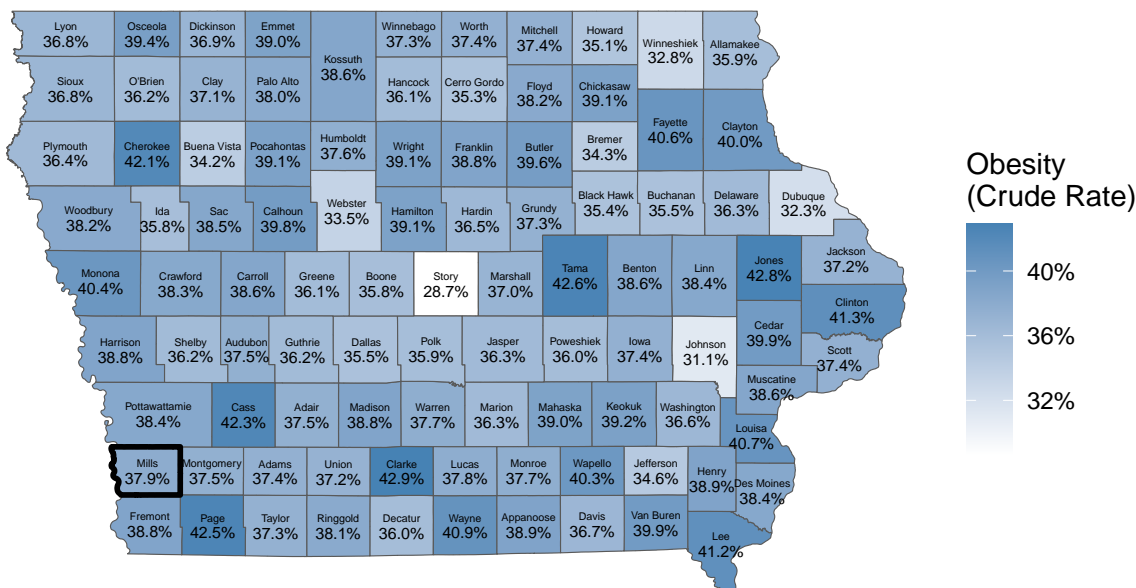 Lyon
36.8%
Osceola
39.4%
Dickinson
36.9%
Emmet
39.0%
Winnebago
37.3%
Worth
37.4%
Mitchell
37.4%
Howard
35.1%
Winneshiek
32.8%
Allamakee
35.9%
Kossuth
38.6%
Sioux
36.8%
O'Brien
36.2%
Clay
37.1%
Palo Alto
38.0%
Hancock
36.1%
Cerro Gordo
35.3%
Floyd
38.2%
Chickasaw
39.1%
Fayette
40.6%
Clayton
40.0%
Plymouth
36.4%
Cherokee
42.1%
Buena Vista
34.2%
Pocahontas
39.1%
Humboldt
37.6%
Wright
39.1%
Franklin
38.8%
Butler
39.6%
Bremer
34.3%
Woodbury
38.2%
Ida
35.8%
Sac
38.5%
Calhoun
39.8%
Webster
33.5%
Hamilton
39.1%
Hardin
36.5%
Grundy
37.3%
Black Hawk
35.4%
Buchanan
35.5%
Delaware
36.3%
Dubuque
32.3%
Monona
40.4%
Crawford
38.3%
Carroll
38.6%
Greene
36.1%
Boone
35.8%
Story
28.7%
Marshall
37.0%
Tama
42.6%
Benton
38.6%
Linn
38.4%
Jones
42.8%
Jackson
37.2%
Clinton
41.3%
Harrison
38.8%
Shelby
36.2%
Audubon
37.5%
Guthrie
36.2%
Dallas
35.5%
Polk
35.9%
Jasper
36.3%
Poweshiek
36.0%
Iowa
37.4%
Johnson
31.1%
Cedar
39.9%
Scott
37.4%
Muscatine
38.6%
Pottawattamie
38.4%
Cass
42.3%
Adair
37.5%
Madison
38.8%
Warren
37.7%
Marion
36.3%
Mahaska
39.0%
Keokuk
39.2%
Washington
36.6%
Louisa
40.7%
Mills
37.9%
Montgomery
37.5%
Adams
37.4%
Union
37.2%
Clarke
42.9%
Lucas
37.8%
Monroe
37.7%
Wapello
40.3%
Jefferson
34.6%
Henry
38.9%
Des Moines
38.4%
Fremont
38.8%
Page
42.5%
Taylor
37.3%
Ringgold
38.1%
Decatur
36.0%
Wayne
40.9%
Appanoose
38.9%
Davis
36.7%
Van Buren
39.9%
Lee
41.2%
Obesity
(Crude Rate)
40%
36%
32%